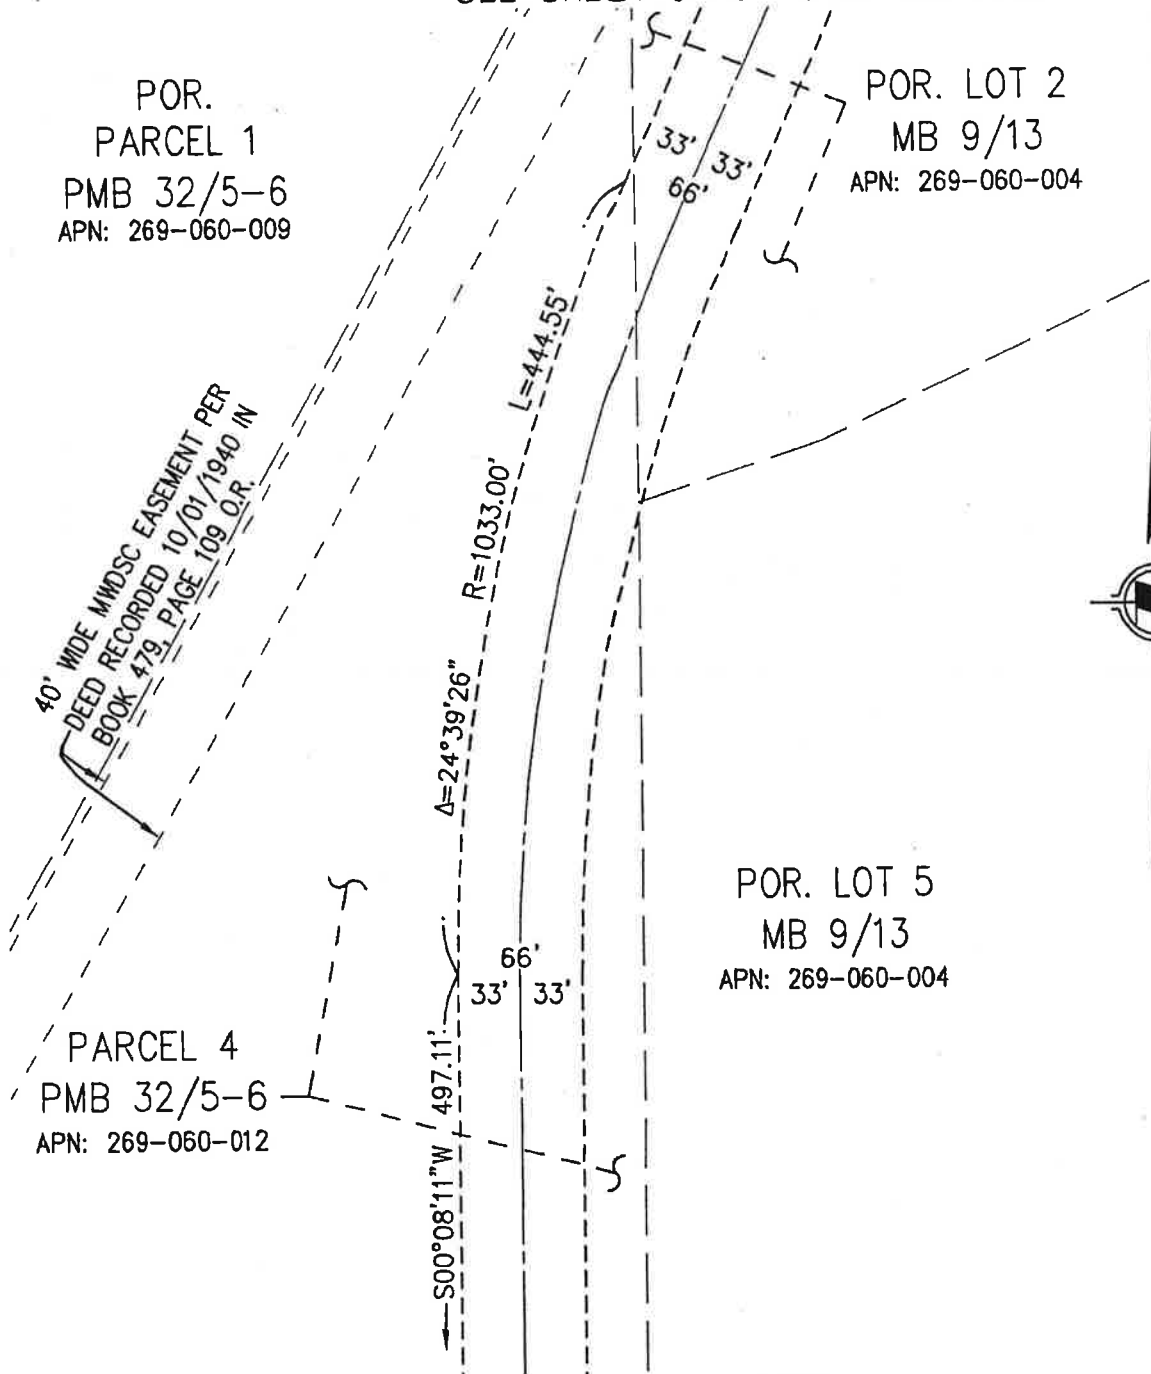 POR.
PARCEL 1
PMB 32/5-6
APN: 269-060-009
POR. LOT 2
MB 9/13
APN: 269-060-004
33' 33'
66'
L=444.55'
R=1033.00'
Δ=24°39'26"
40' WIDE MWDSC EASEMENT PER
DEED RECORDED 10/01/1940 IN
BOOK 479, PAGE 109 O.R.
POR. LOT 5
MB 9/13
APN: 269-060-004
66'
33' 33'
PARCEL 4
PMB 32/5-6
APN: 269-060-012
S00°08'11"W 497.11'